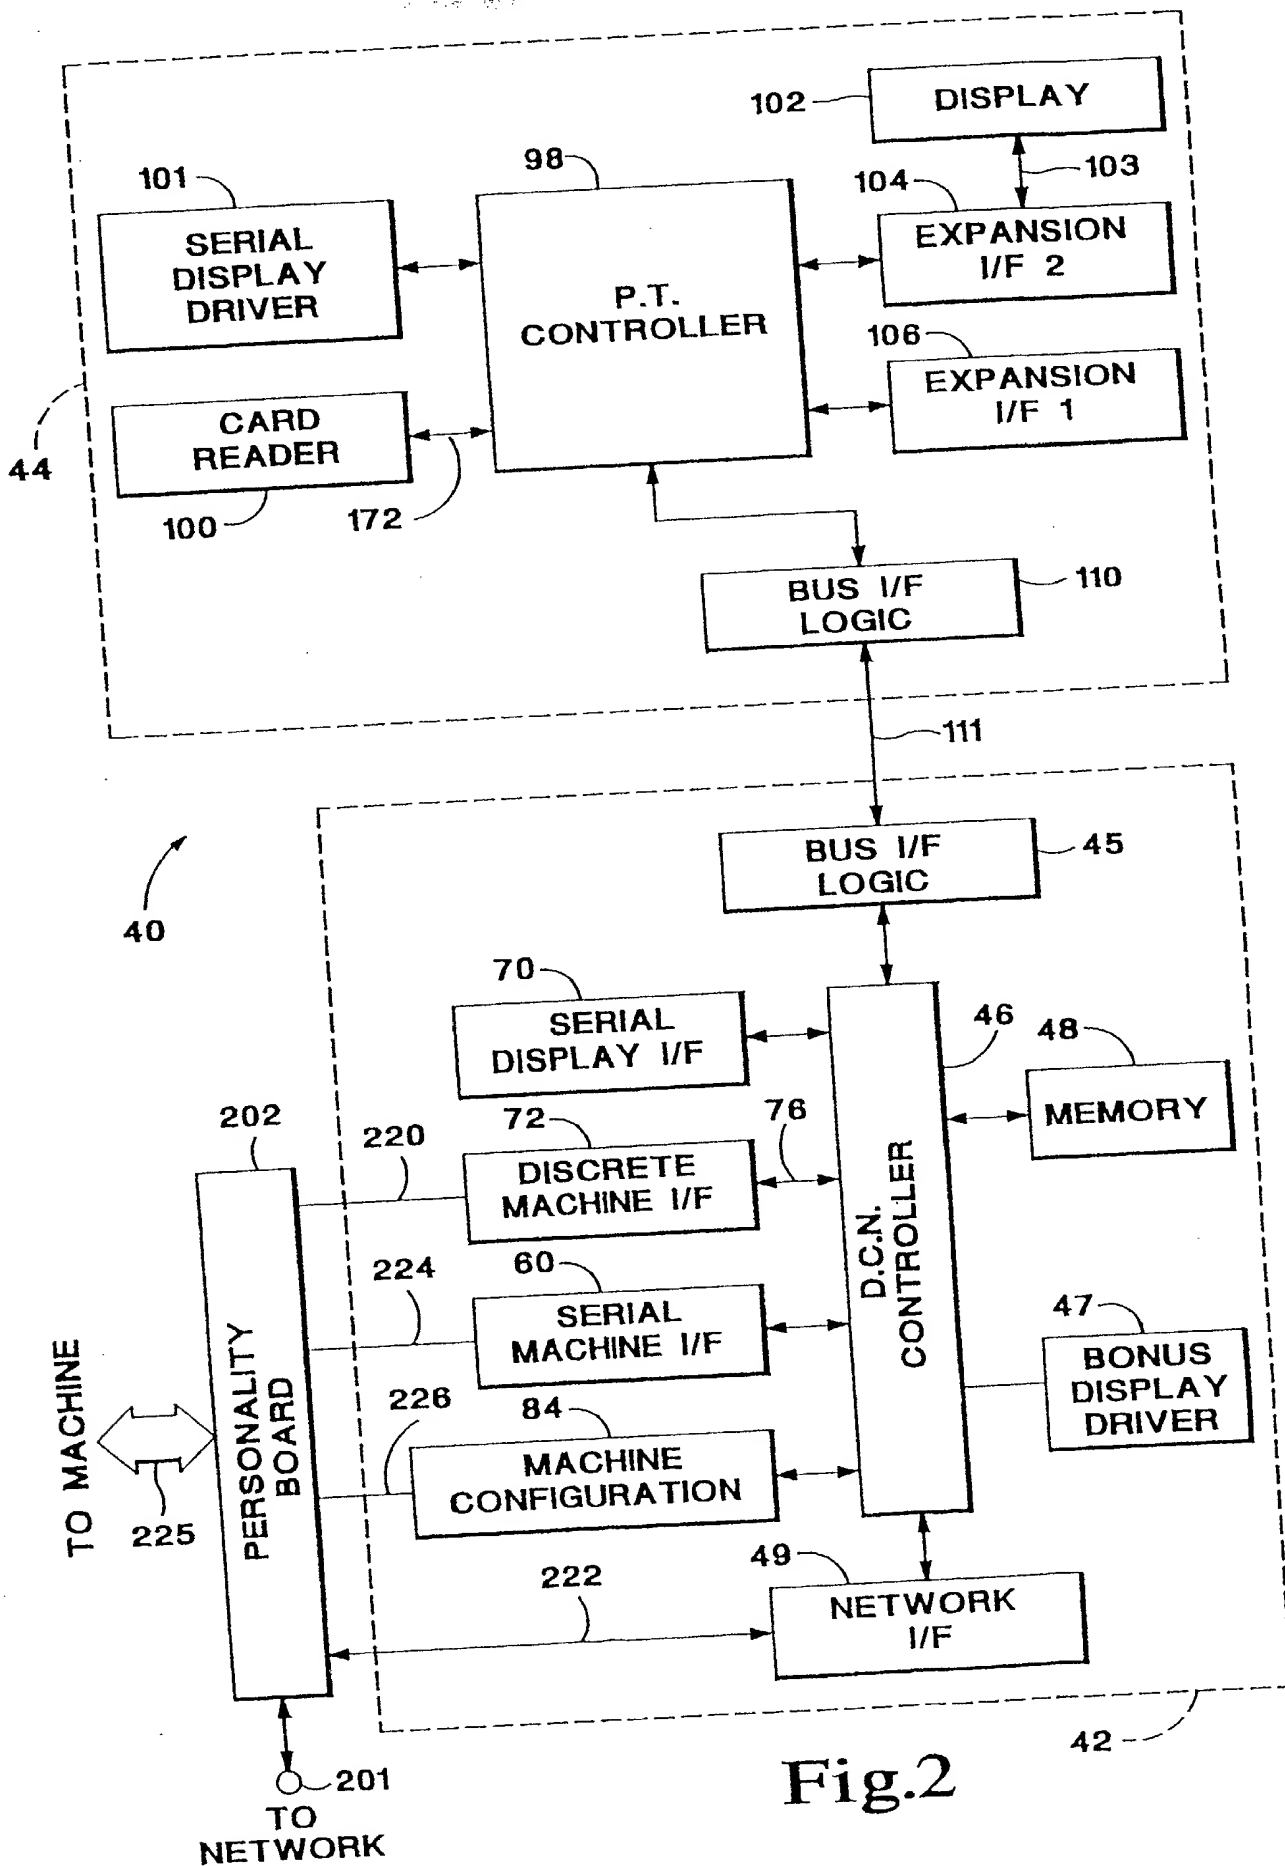 102
DISPLAY
103
101
SERIAL
DISPLAY
DRIVER
98
P.T.
CONTROLLER
104
EXPANSION
I/F 2
106
EXPANSION
I/F 1
44
CARD
READER
100
172
BUS I/F
LOGIC
110
111
40
BUS I/F
LOGIC
45
70
SERIAL
DISPLAY I/F
46
48
MEMORY
202
220
72
DISCRETE
MACHINE I/F
76
D.C.N.
CONTROLLER
224
60
SERIAL
MACHINE I/F
47
BONUS
DISPLAY
DRIVER
TO MACHINE
225
PERSONALITY
BOARD
226
84
MACHINE
CONFIGURATION
222
49
NETWORK
I/F
42
201
TO
NETWORK
Fig.2